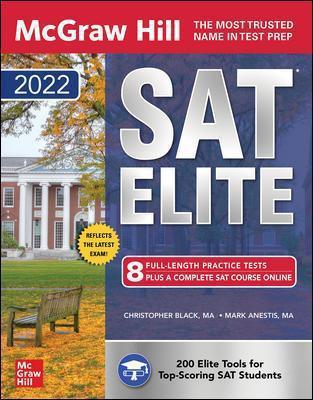 McGraw Hill
THE MOST TRUSTED
NAME IN TEST PREP
2022
SAT
ELITE
REFLECTS
THE LATEST
EXAM!
8 FULL-LENGTH PRACTICE TESTS
PLUS A COMPLETE SAT COURSE ONLINE
CHRISTOPHER BLACK, MA • MARK ANESTIS, MA
200 Elite Tools for
Top-Scoring SAT Students
Mc
Graw
Hill